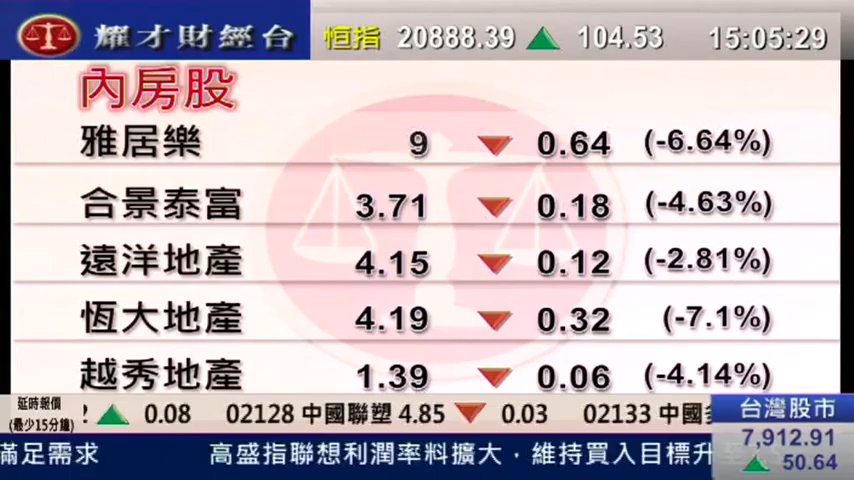 耀才財經台 恒指 20888.39 104.53 15:05:29
內房股
雅居樂 9 0.64 (-6.64%)
合景泰富 3.71 0.18 (-4.63%)
遠洋地產 4.15 0.12 (-2.81%)
恆大地產 4.19 0.32 (-7.1%)
越秀地產 1.39 0.06 (-4.14%)
延時報價
(最少15分鐘)
0.08 02128 中國聯塑 4.85 0.03 02133 中國
台灣股市
7,912.91
50.64
滿足需求 高盛指聯想利潤率料擴大，維持買入目標升